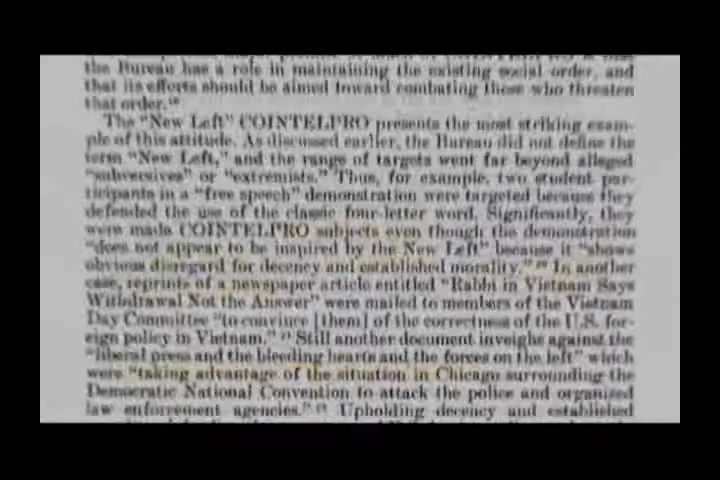 the Bureau has a role in maintaining the existing social order, and
that its efforts should be aimed toward combating those who threaten
that order.
The "New Left" COINTELPRO presents the most striking exam-
ple of this attitude. As discussed earlier, the Bureau did not define the
term "New Left," and the range of targets went far beyond alleged
"subversives" or "extremists." Thus, for example, two student par-
ticipants in a "free speech" demonstration were targeted because they
defended the use of the classic four-letter word. Significantly, they
were made COINTELPRO subjects even though the demonstration
"does not appear to be inspired by the New Left" because it "shows
obvious disregard for decency and established morality." In another
case, reprints of a newspaper article entitled "Rabbi in Vietnam Says
Withdrawal Not the Answer" were mailed to members of the Vietnam
Day Committee "to convince [them] of the correctness of the U.S. for-
eign policy in Vietnam." Still another document inveighs against the
"liberal press and the bleeding hearts and the forces on the left" which
were "taking advantage of the situation in Chicago surrounding the
Democratic National Convention to attack the police and organized
law enforcement agencies." Upholding decency and established